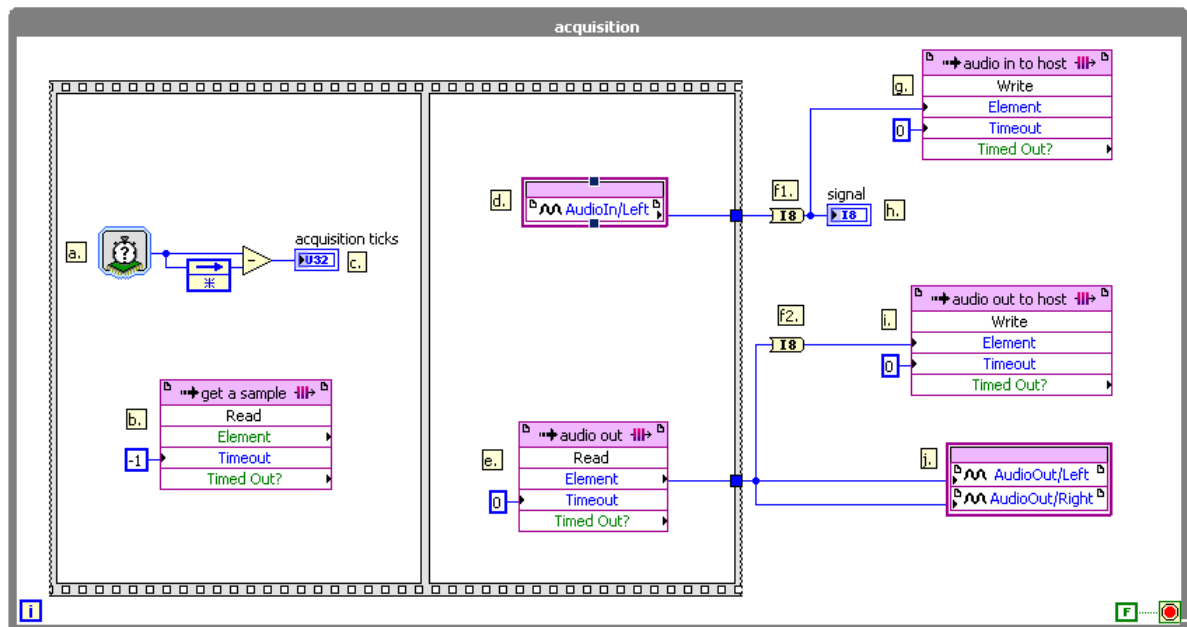 acquisition
a.
?
acquisition ticks
U32
c.
b.
get a sample
Read
Element
-1
Timeout
Timed Out?
d.
AudioIn/Left
e.
audio out
Read
Element
0
Timeout
Timed Out?
f1.
I8
signal
I8
h.
g.
audio in to host
Write
Element
0
Timeout
Timed Out?
f2.
I8
i.
audio out to host
Write
Element
0
Timeout
Timed Out?
j.
AudioOut/Left
AudioOut/Right
i
F